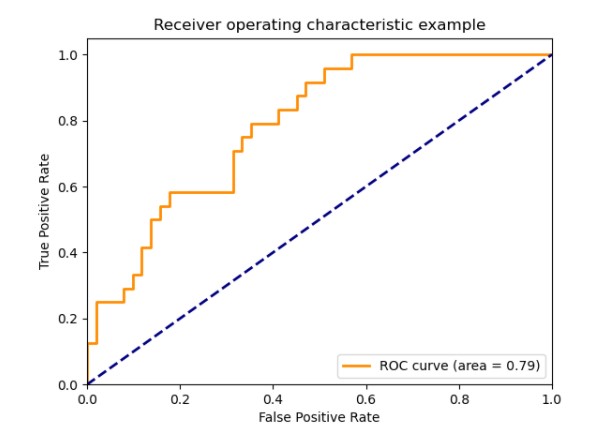 Receiver operating characteristic example
1.0
0.8
0.6
0.4
0.2
0.0
True Positive Rate
ROC curve (area = 0.79)
0.0 0.2 0.4 0.6 0.8 1.0
False Positive Rate